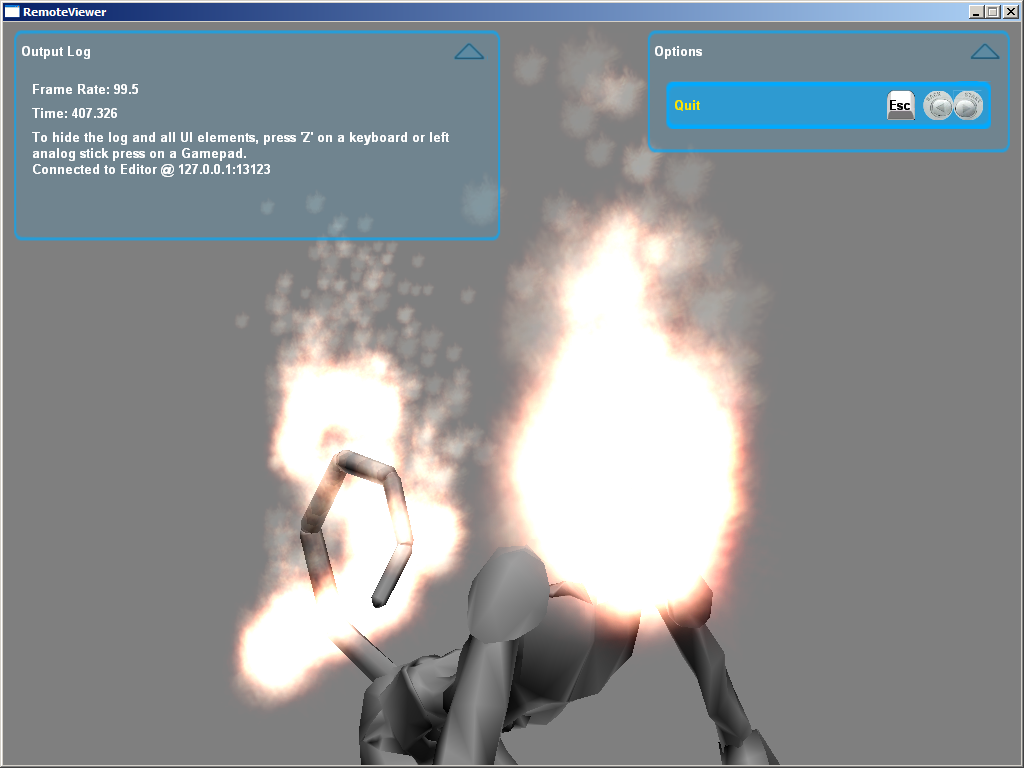 RemoteViewer
Output Log
Frame Rate: 99.5
Time: 407.326
To hide the log and all UI elements, press 'Z' on a keyboard or left
analog stick press on a Gamepad.
Connected to Editor @ 127.0.0.1:13123
Options
Quit
Esc
BACK
START